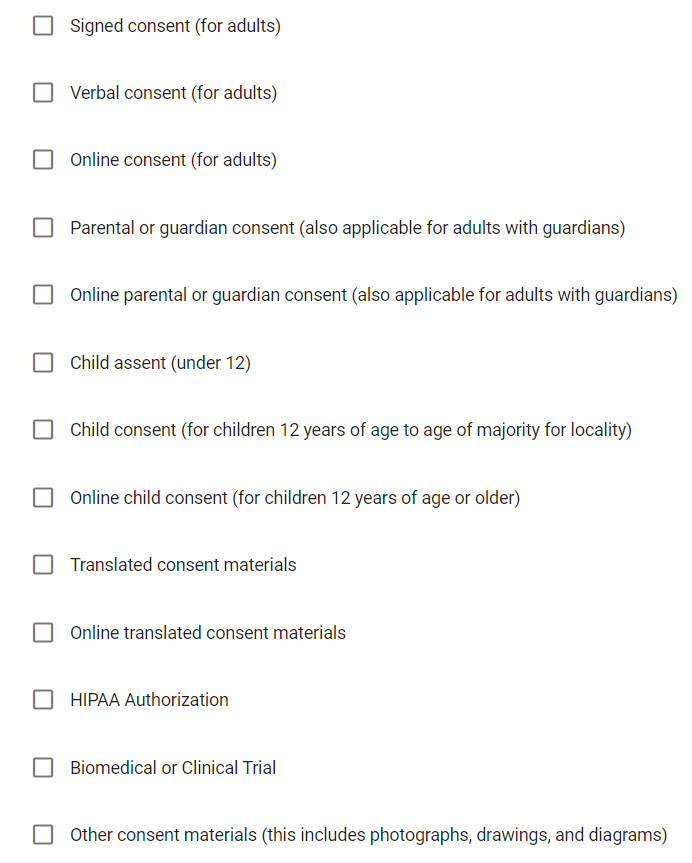 Signed consent (for adults)
Verbal consent (for adults)
Online consent (for adults)
Parental or guardian consent (also applicable for adults with guardians)
Online parental or guardian consent (also applicable for adults with guardians)
Child assent (under 12)
Child consent (for children 12 years of age to age of majority for locality)
Online child consent (for children 12 years of age or older)
Translated consent materials
Online translated consent materials
HIPAA Authorization
Biomedical or Clinical Trial
Other consent materials (this includes photographs, drawings, and diagrams)